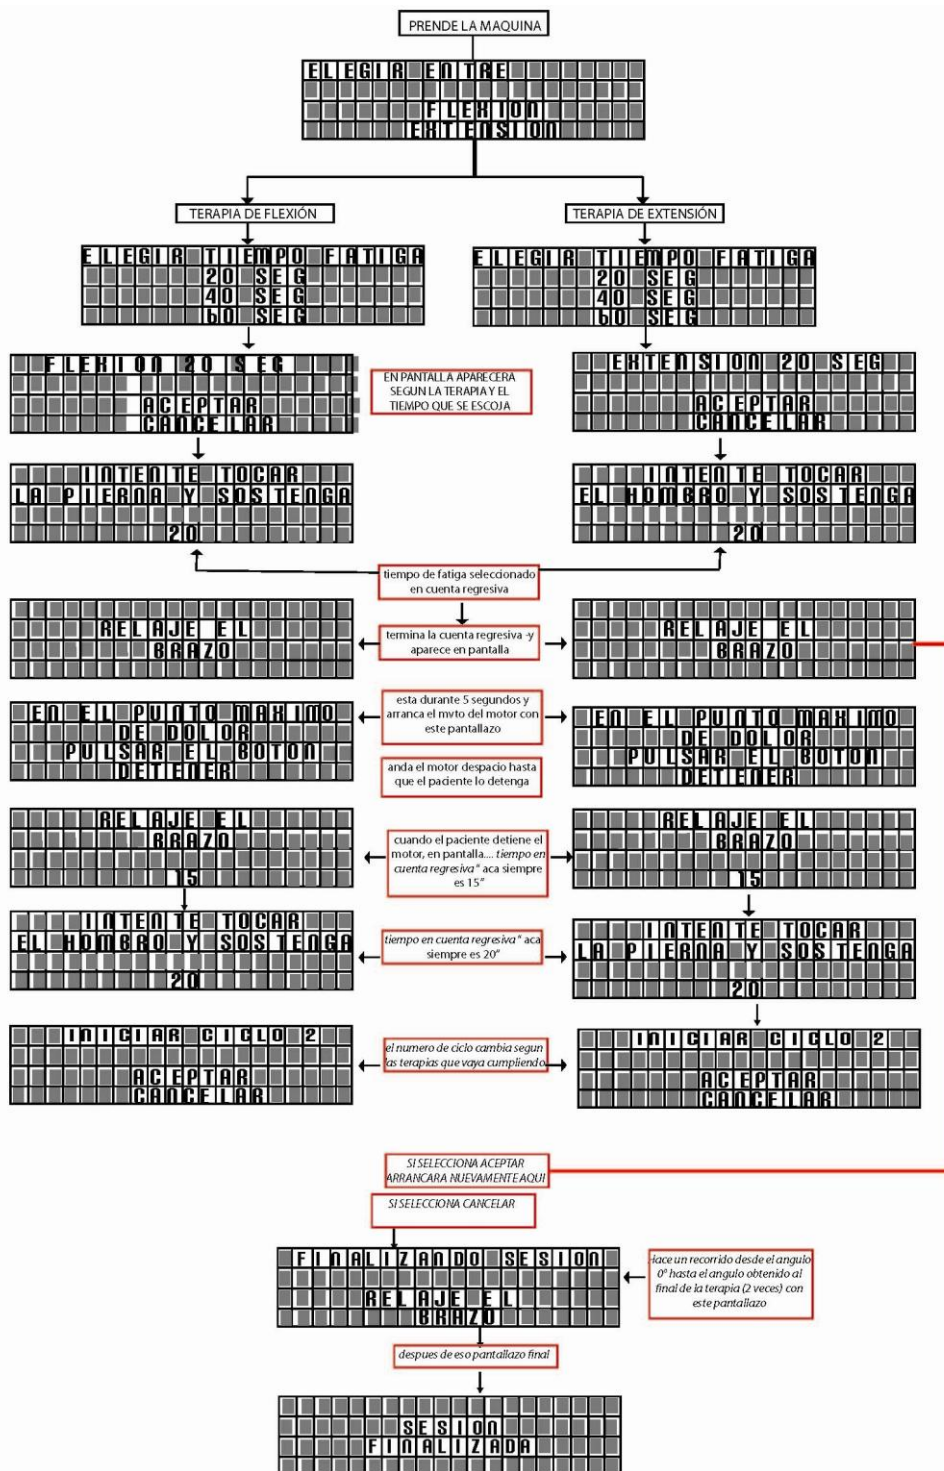 PRENDE LA MAQUINA
ELEGIR ENTRE
FLEXION
EXTENSION
TERAPIA DE FLEXIÓN
TERAPIA DE EXTENSIÓN
ELEGIR TIEMPO FATIGA
20 SEG
40 SEG
60 SEG
ELEGIR TIEMPO FATIGA
20 SEG
40 SEG
60 SEG
FLEXION 20 SEG
ACEPTAR
CANCELAR
EN PANTALLA APARECERA
SEGUN LA TERAPIA Y EL
TIEMPO QUE SE ESCOJA
EXTENSION 20 SEG
ACEPTAR
CANCELAR
INTENTE TOCAR
LA PIERNA Y SOSTENGA
20
INTENTE TOCAR
EL HOMBRO Y SOSTENGA
20
tiempo de fatiga seleccionado
en cuenta regresiva
RELAJE EL
BRAZO
termina la cuenta regresiva -y
aparece en pantalla
RELAJE EL
BRAZO
EN EL PUNTO MAXIMO
DE DOLOR
PULSAR EL BOTON
DETENER
esta durante 5 segundos y
arranca el mvto del motor con
este pantallazo
anda el motor despacio hasta
que el paciente lo detenga
EN EL PUNTO MAXIMO
DE DOLOR
PULSAR EL BOTON
DETENER
RELAJE EL
BRAZO
15
cuando el paciente detiene el
motor, en pantalla.... tiempo en
cuenta regresiva" aca siempre
es 15"
RELAJE EL
BRAZO
15
INTENTE TOCAR
EL HOMBRO Y SOSTENGA
20
tiempo en cuenta regresiva" aca
siempre es 20"
INTENTE TOCAR
LA PIERNA Y SOSTENGA
20
INICIAR CICLO 2
ACEPTAR
CANCELAR
el numero de ciclo cambia segun
las terapias que vaya cumpliendo
INICIAR CICLO 2
ACEPTAR
CANCELAR
SI SELECCIONA ACEPTAR
ARRANCARA NUEVAMENTE AQUI
SI SELECCIONA CANCELAR
FINALIZANDO SESION
RELAJE EL
BRAZO
Hace un recorrido desde el angulo
0° hasta el angulo obtenido al
final de la terapia (2 veces) con
este pantallazo
despues de eso pantallazo final
SESION
FINALIZADA